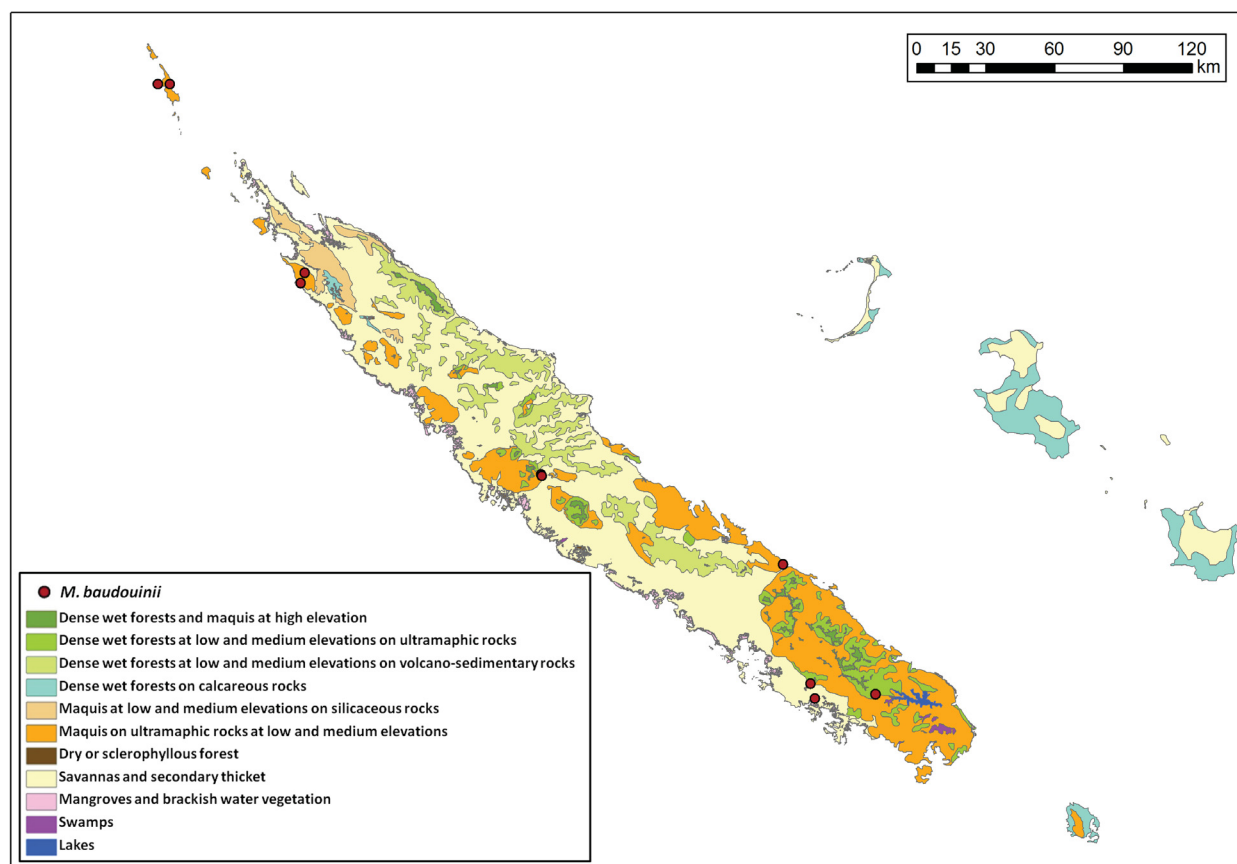 0 15 30 60 90 120
km
M. baudouinii
Dense wet forests and maquis at high elevation
Dense wet forests at low and medium elevations on ultramaphic rocks
Dense wet forests at low and medium elevations on volcano-sedimentary rocks
Dense wet forests on calcareous rocks
Maquis at low and medium elevations on silicaceous rocks
Maquis on ultramaphic rocks at low and medium elevations
Dry or sclerophyllous forest
Savannas and secondary thicket
Mangroves and brackish water vegetation
Swamps
Lakes